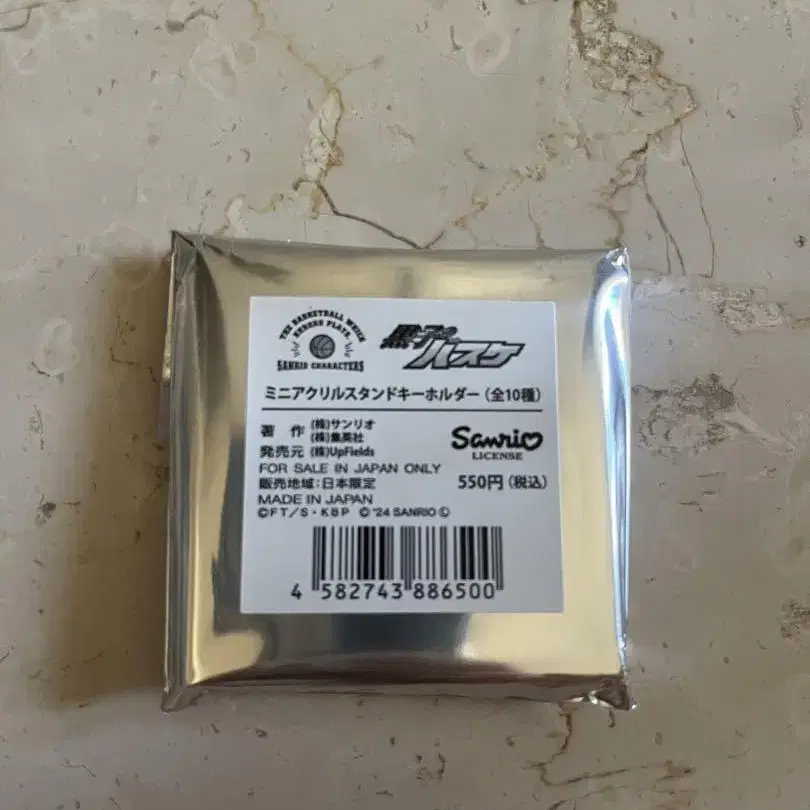 THE BASKETBALL WHICH
KUROKO PLAYS.
SANRIO CHARACTERS
黒子のバスケ
ミニアクリルスタンドキーホルダー（全10種）
著 作 (株)サンリオ
(株)集英社
発売元 (株)UpFields
Sanrio
LICENSE
FOR SALE IN JAPAN ONLY
販売地域：日本限定
550円（税込）
MADE IN JAPAN
©FT／S・KBP © '24 SANRIO Ⓛ
4 582743 886500